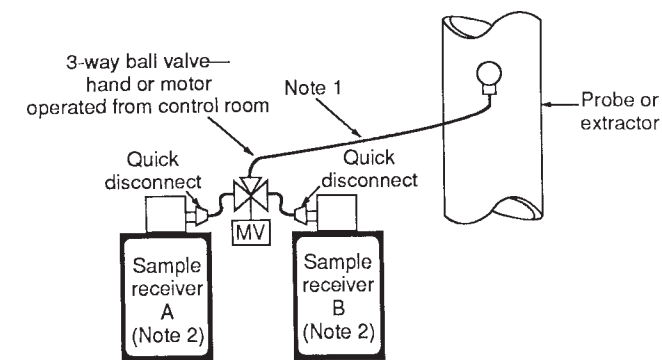 3-way ball valve
hand or motor
operated from control room
Note 1
Probe or
extractor
Quick
disconnect
Quick
disconnect
MV
Sample
receiver
A
(Note 2)
Sample
receiver
B
(Note 2)